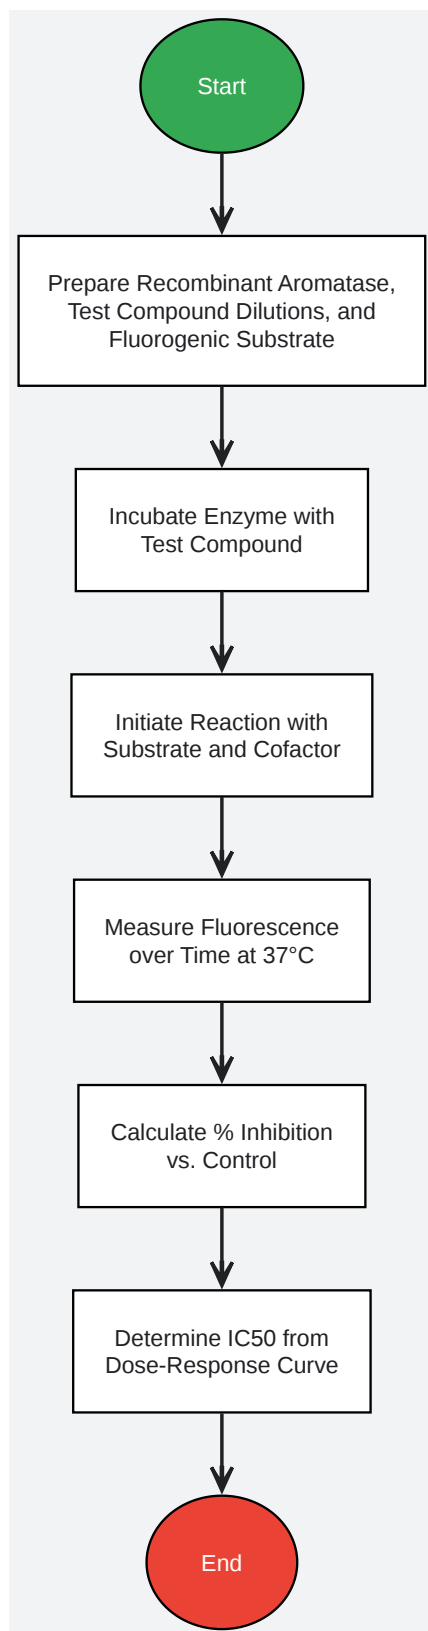 Start
Prepare Recombinant Aromatase,
Test Compound Dilutions, and
Fluorogenic Substrate
Incubate Enzyme with
Test Compound
Initiate Reaction with
Substrate and Cofactor
Measure Fluorescence
over Time at 37°C
Calculate % Inhibition
vs. Control
Determine IC50 from
Dose-Response Curve
End